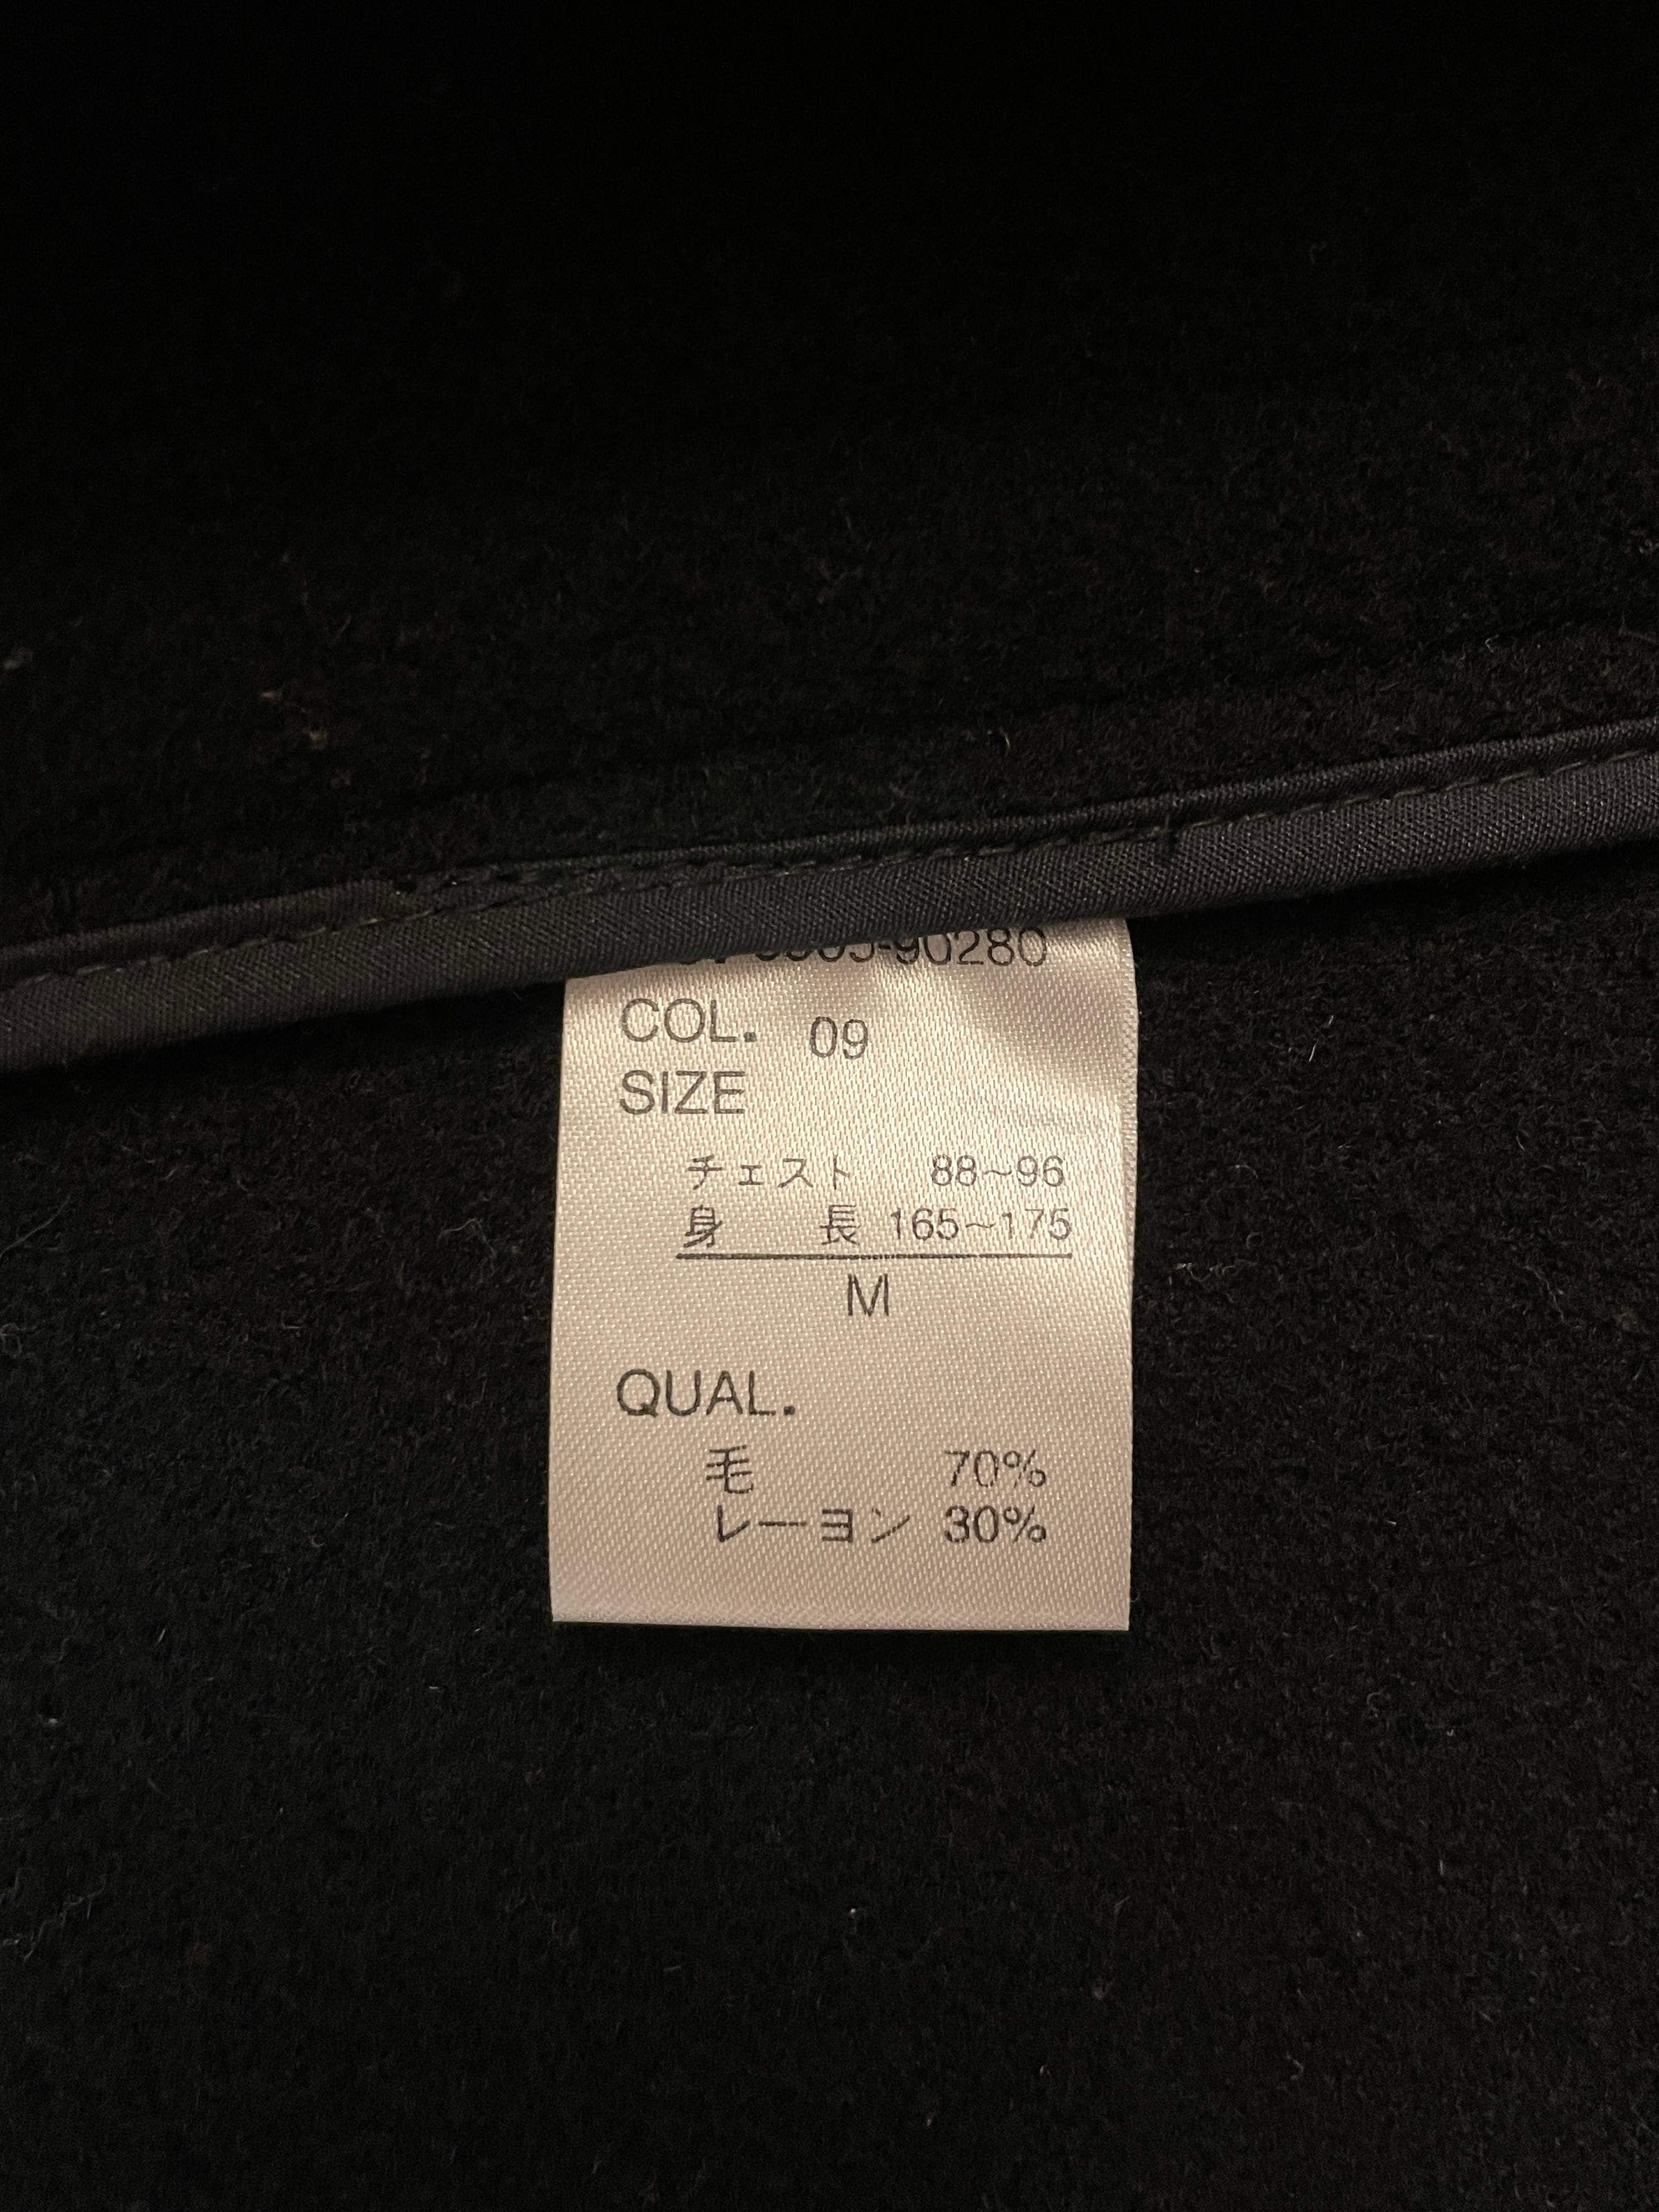 90280
COL. 09
SIZE
チェスト 88~96
身 長 165~175
M
QUAL.
毛 70%
レーヨン 30%